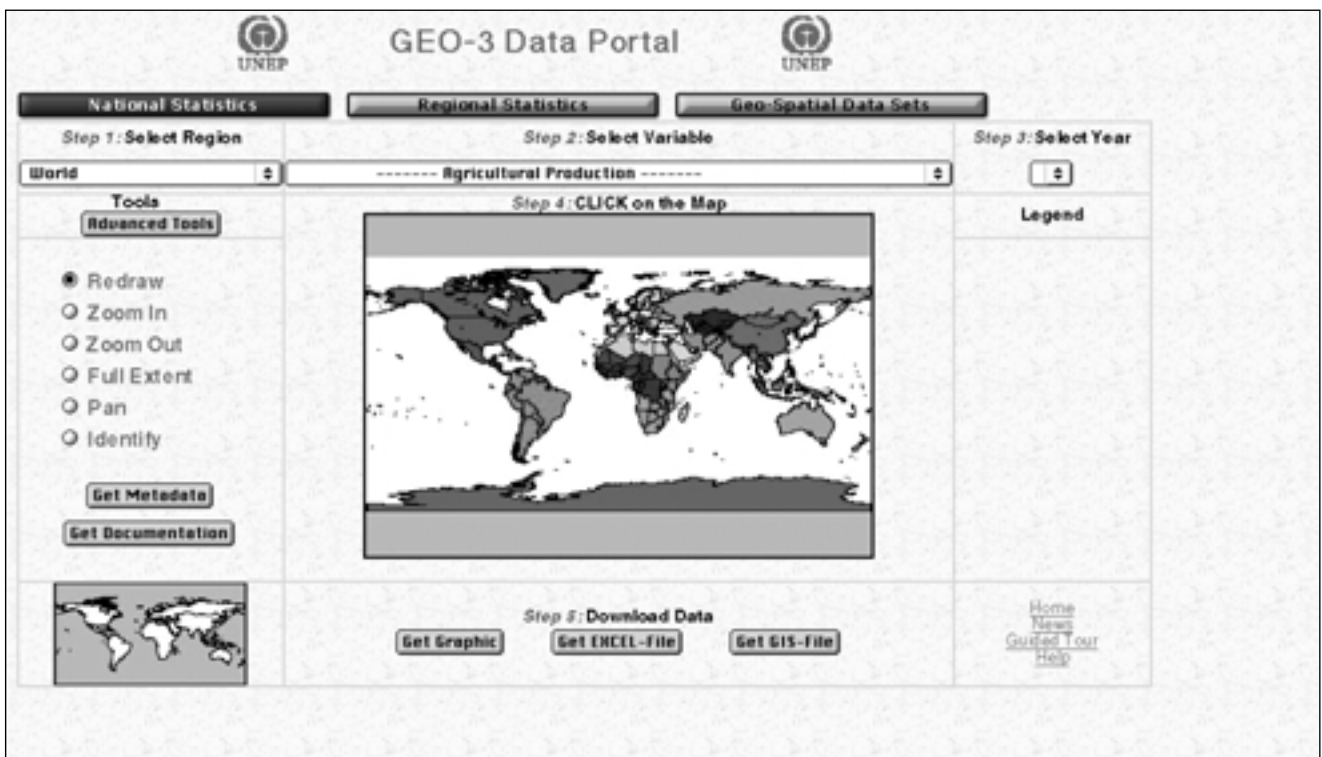 GEO-3 Data Portal
UNEP
UNEP
National Statistics
Regional Statistics
Geo-Spatial Data Sets
Step 1: Select Region
Step 2: Select Variable
Step 3: Select Year
World
------- Agricultural Production -------
Tools
Advanced Tools
Step 4: CLICK on the Map
Legend
Redraw
Zoom In
Zoom Out
Full Extent
Pan
Identify
Get Metadata
Get Documentation
Step 5: Download Data
Get Graphic
Get EXCEL-File
Get GIS-File
Home
News
Guided Tour
Help